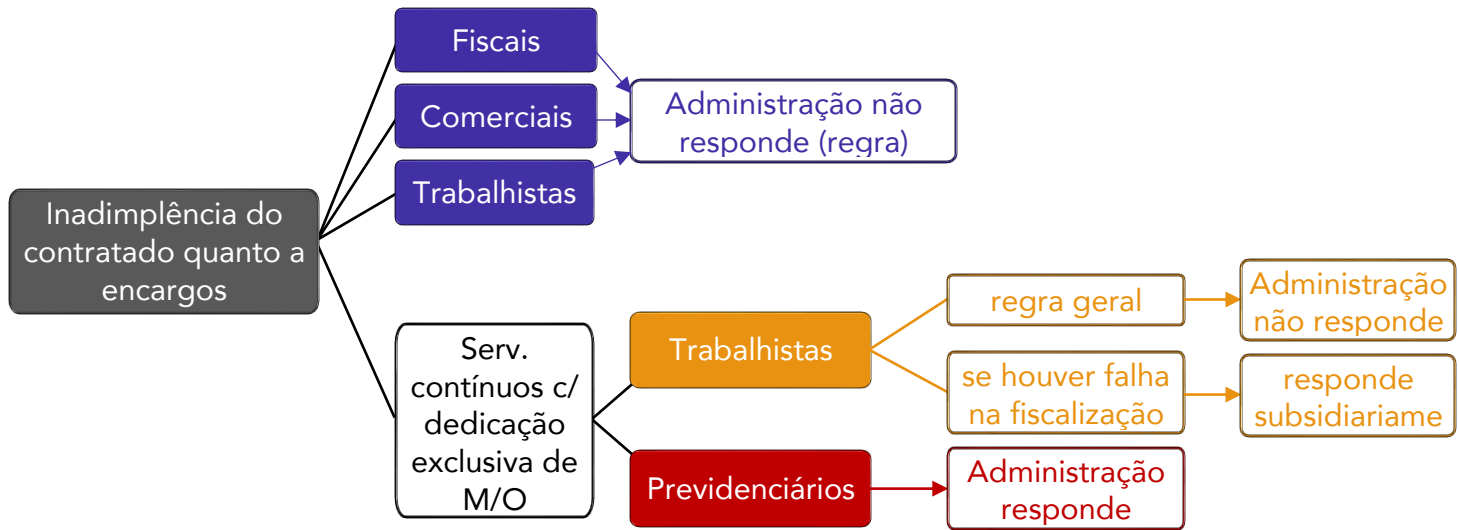 Fiscais
Comerciais
Trabalhistas
Administração não
responde (regra)
Inadimplência do
contratado quanto a
encargos
Serv.
contínuos c/
dedicação
exclusiva de
M/O
Trabalhistas
regra geral
Administração
não responde
se houver falha
na fiscalização
responde
subsidiariame
Previdenciários
Administração
responde